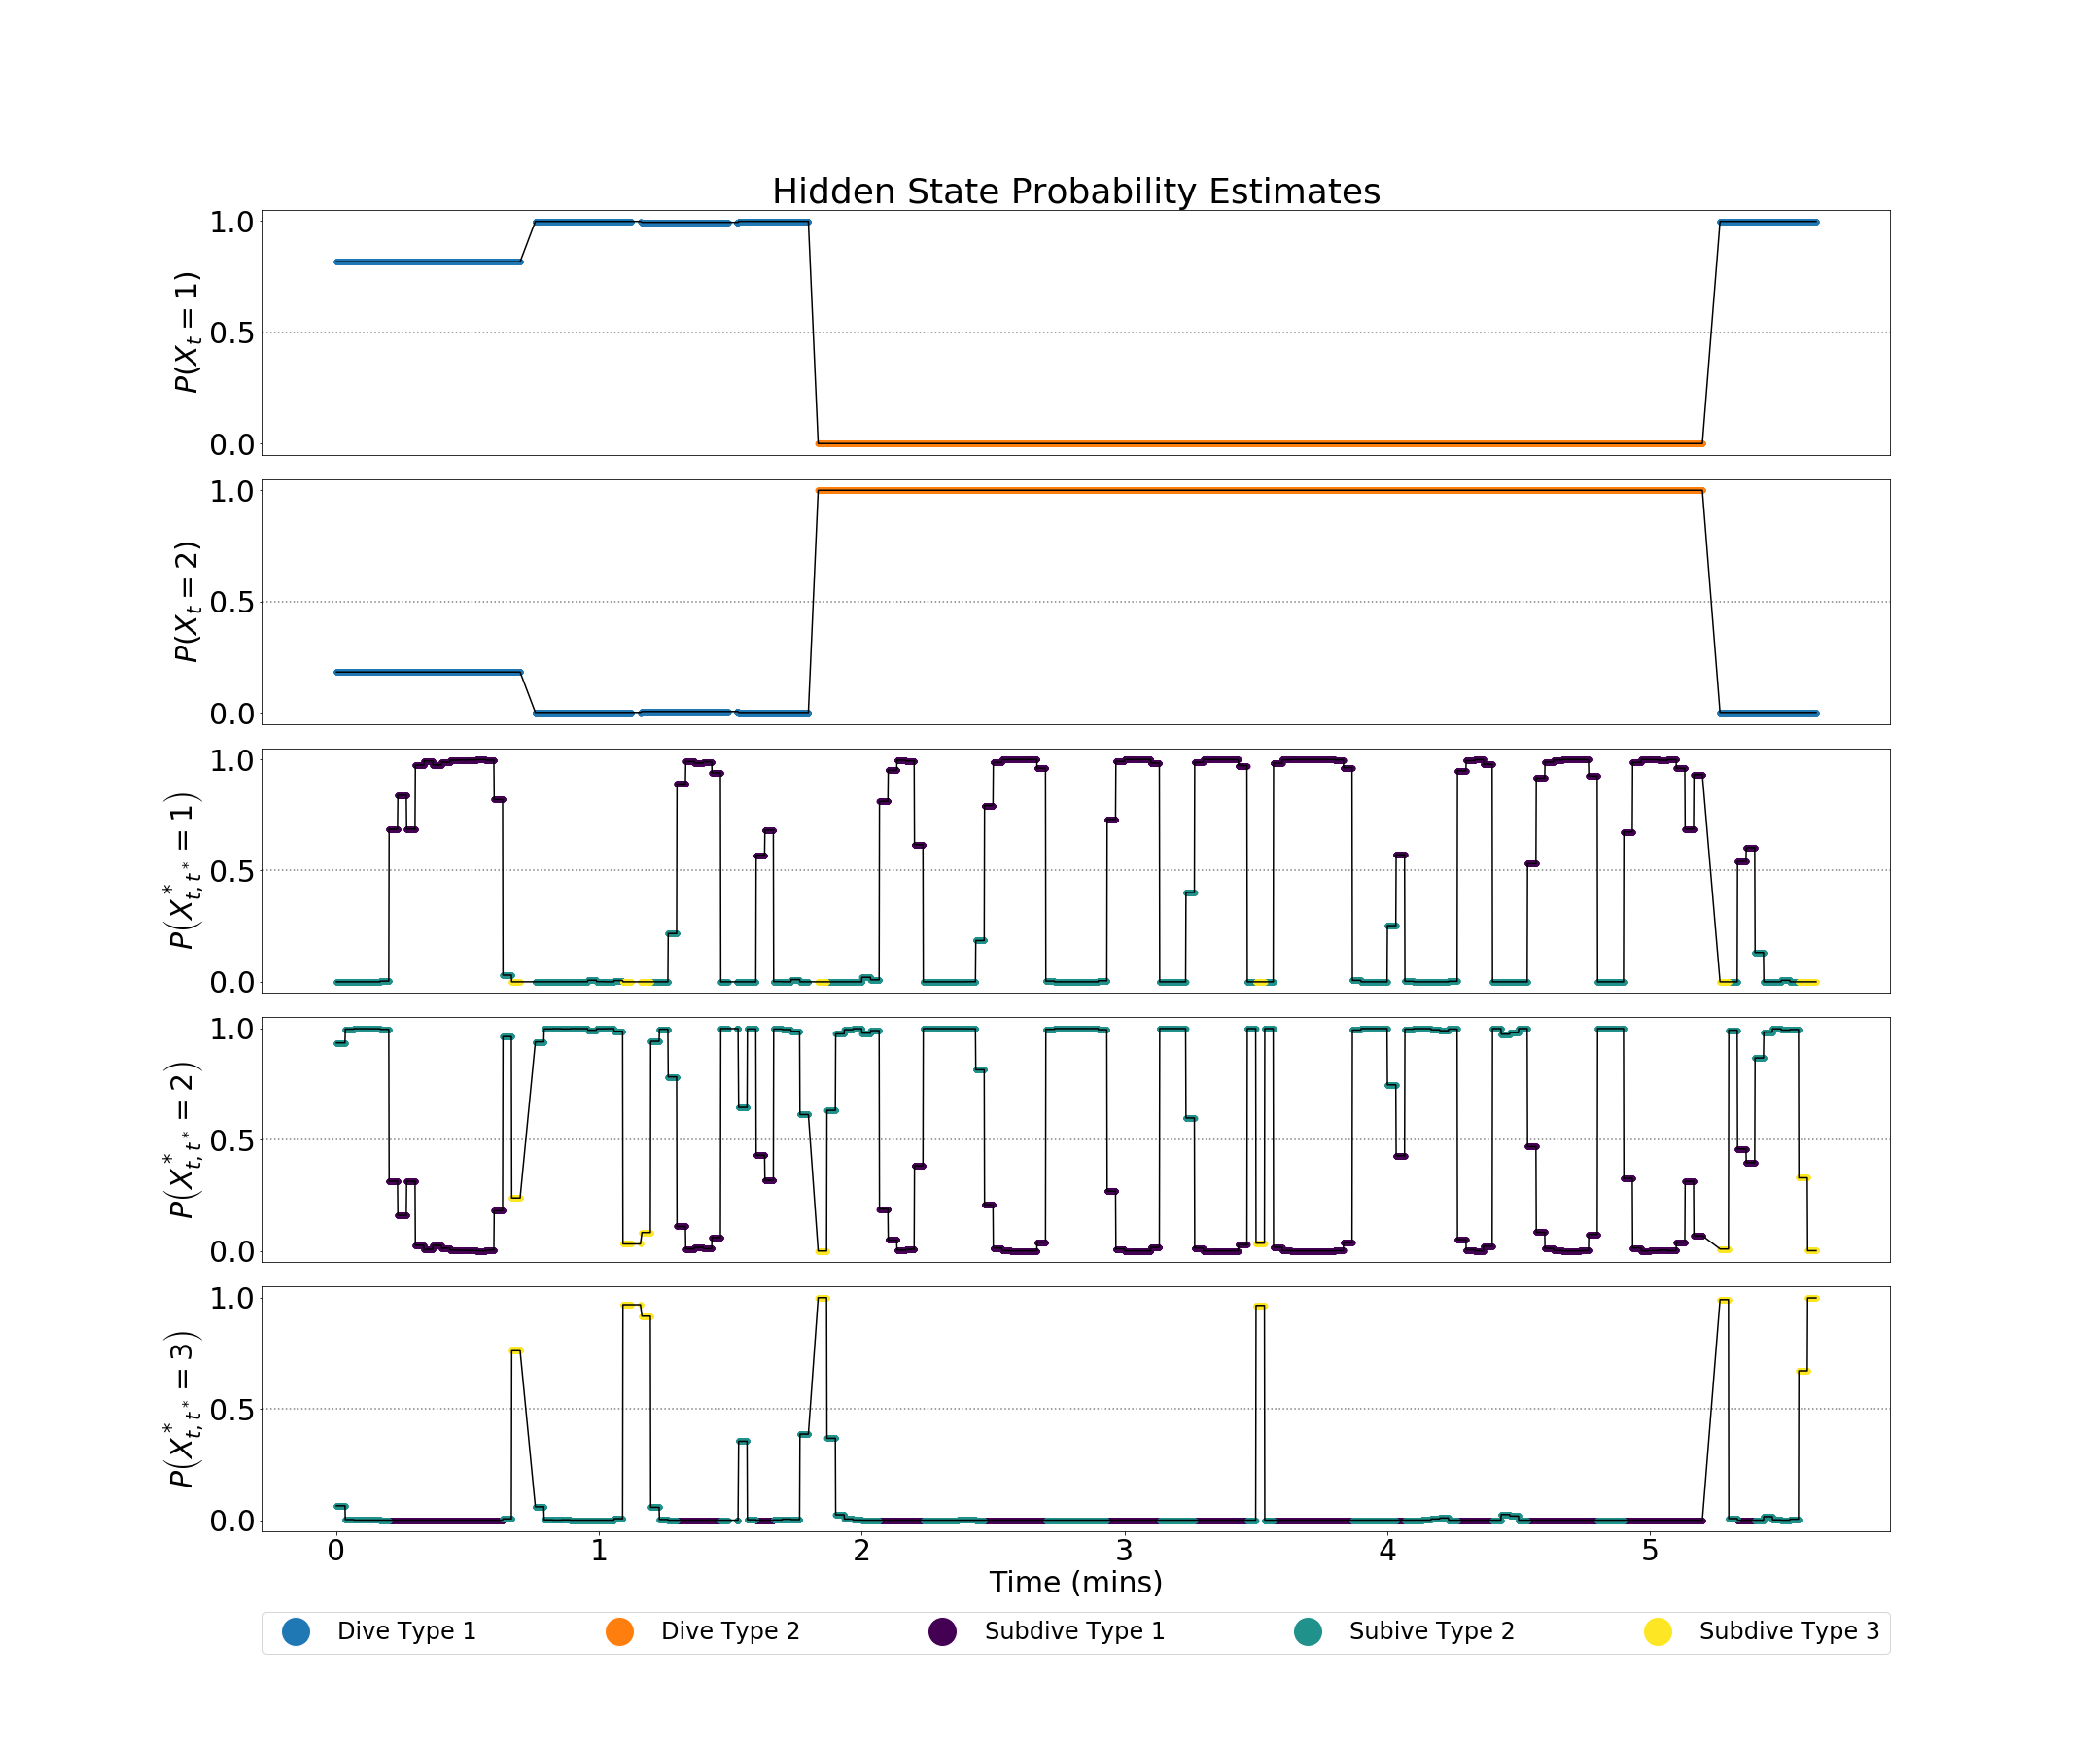 Hidden State Probability Estimates
1.0
0.5
0.0
P(X_t = 1)
1.0
0.5
0.0
P(X_t = 2)
1.0
0.5
0.0
P(X*_{t, t*} = 1)
1.0
0.5
0.0
P(X*_{t, t*} = 2)
1.0
0.5
0.0
P(X*_{t, t*} = 3)
0 1 2 3 4 5
Time (mins)
Dive Type 1 Dive Type 2 Subdive Type 1 Subive Type 2 Subdive Type 3